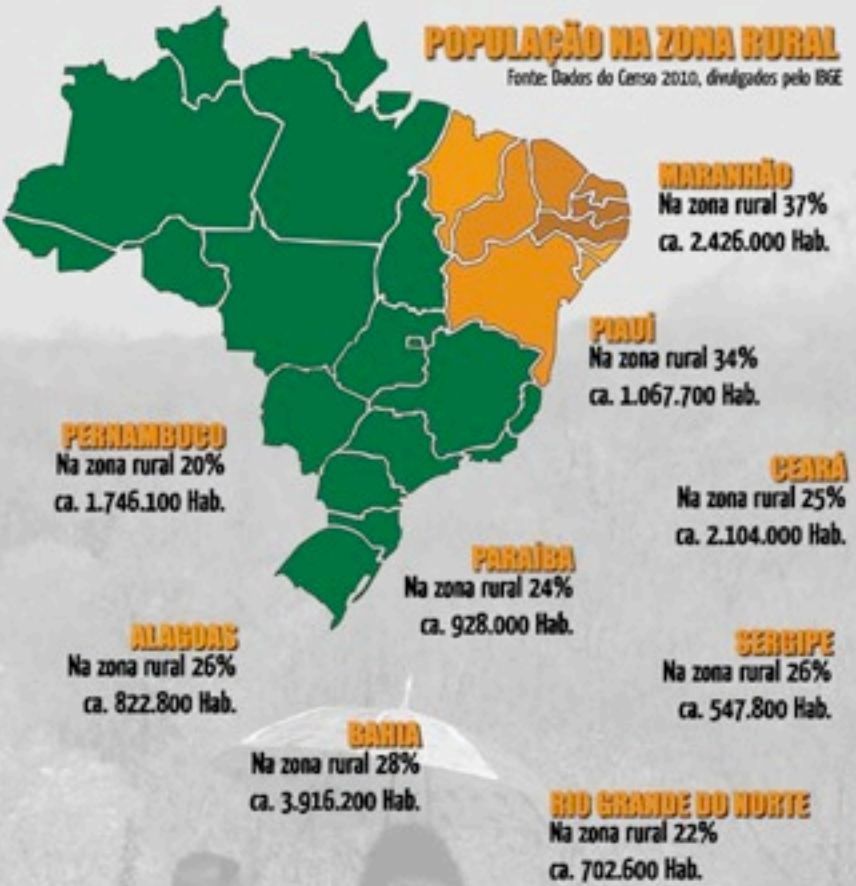 POPULAÇÃO NA ZONA RURAL
Fonte: Dados do Censo 2010, divulgados pelo IBGE
MARANHÃO
Na zona rural 37%
ca. 2.426.000 Hab.
PIAUÍ
Na zona rural 34%
ca. 1.067.700 Hab.
PERNAMBUCO
Na zona rural 20%
ca. 1.746.100 Hab.
CEARÁ
Na zona rural 25%
ca. 2.104.000 Hab.
PARAÍBA
Na zona rural 24%
ca. 928.000 Hab.
ALAGOAS
Na zona rural 26%
ca. 822.800 Hab.
SERGIPE
Na zona rural 26%
ca. 547.800 Hab.
BAHIA
Na zona rural 28%
ca. 3.916.200 Hab.
RIO GRANDE DO NORTE
Na zona rural 22%
ca. 702.600 Hab.